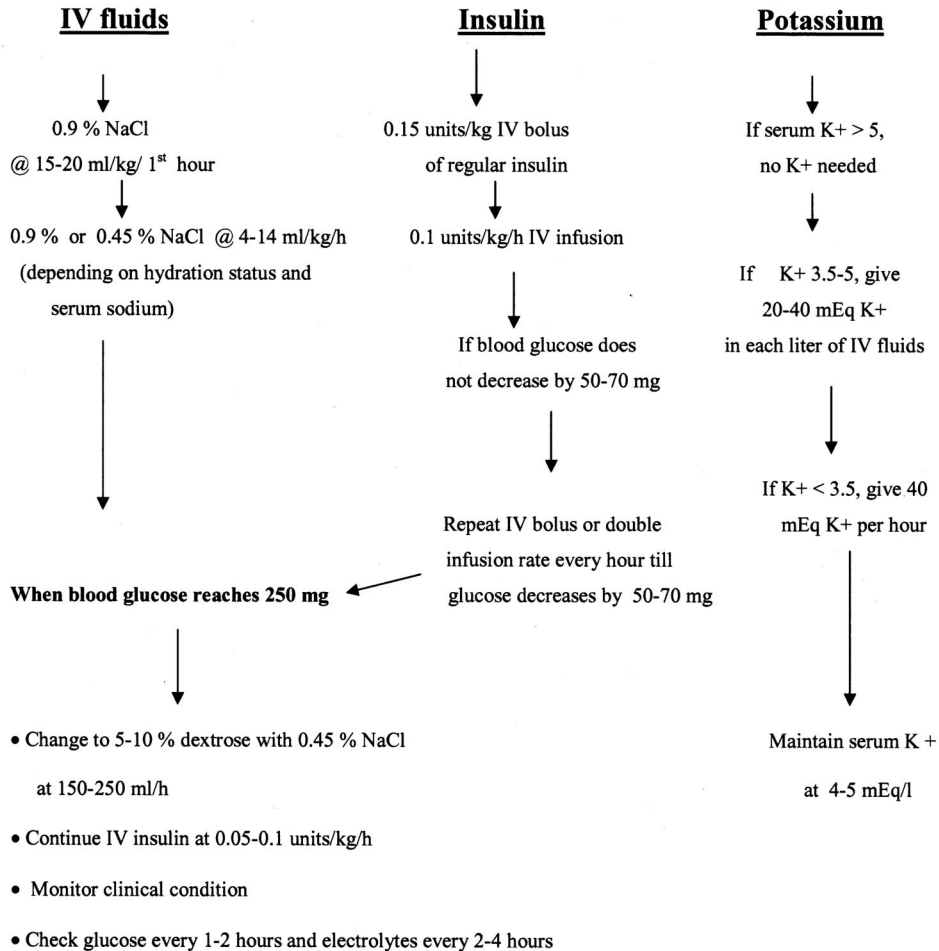 IV fluids
0.9 % NaCl
@ 15-20 ml/kg/ 1st hour
0.9 % or 0.45 % NaCl @ 4-14 ml/kg/h
(depending on hydration status and
serum sodium)
Insulin
0.15 units/kg IV bolus
of regular insulin
0.1 units/kg/h IV infusion
If blood glucose does
not decrease by 50-70 mg
Repeat IV bolus or double
infusion rate every hour till
glucose decreases by 50-70 mg
Potassium
If serum K+ > 5,
no K+ needed
If K+ 3.5-5, give
20-40 mEq K+
in each liter of IV fluids
If K+ < 3.5, give 40
mEq K+ per hour
Maintain serum K +
at 4-5 mEq/l
When blood glucose reaches 250 mg
• Change to 5-10 % dextrose with 0.45 % NaCl
at 150-250 ml/h
• Continue IV insulin at 0.05-0.1 units/kg/h
• Monitor clinical condition
• Check glucose every 1-2 hours and electrolytes every 2-4 hours